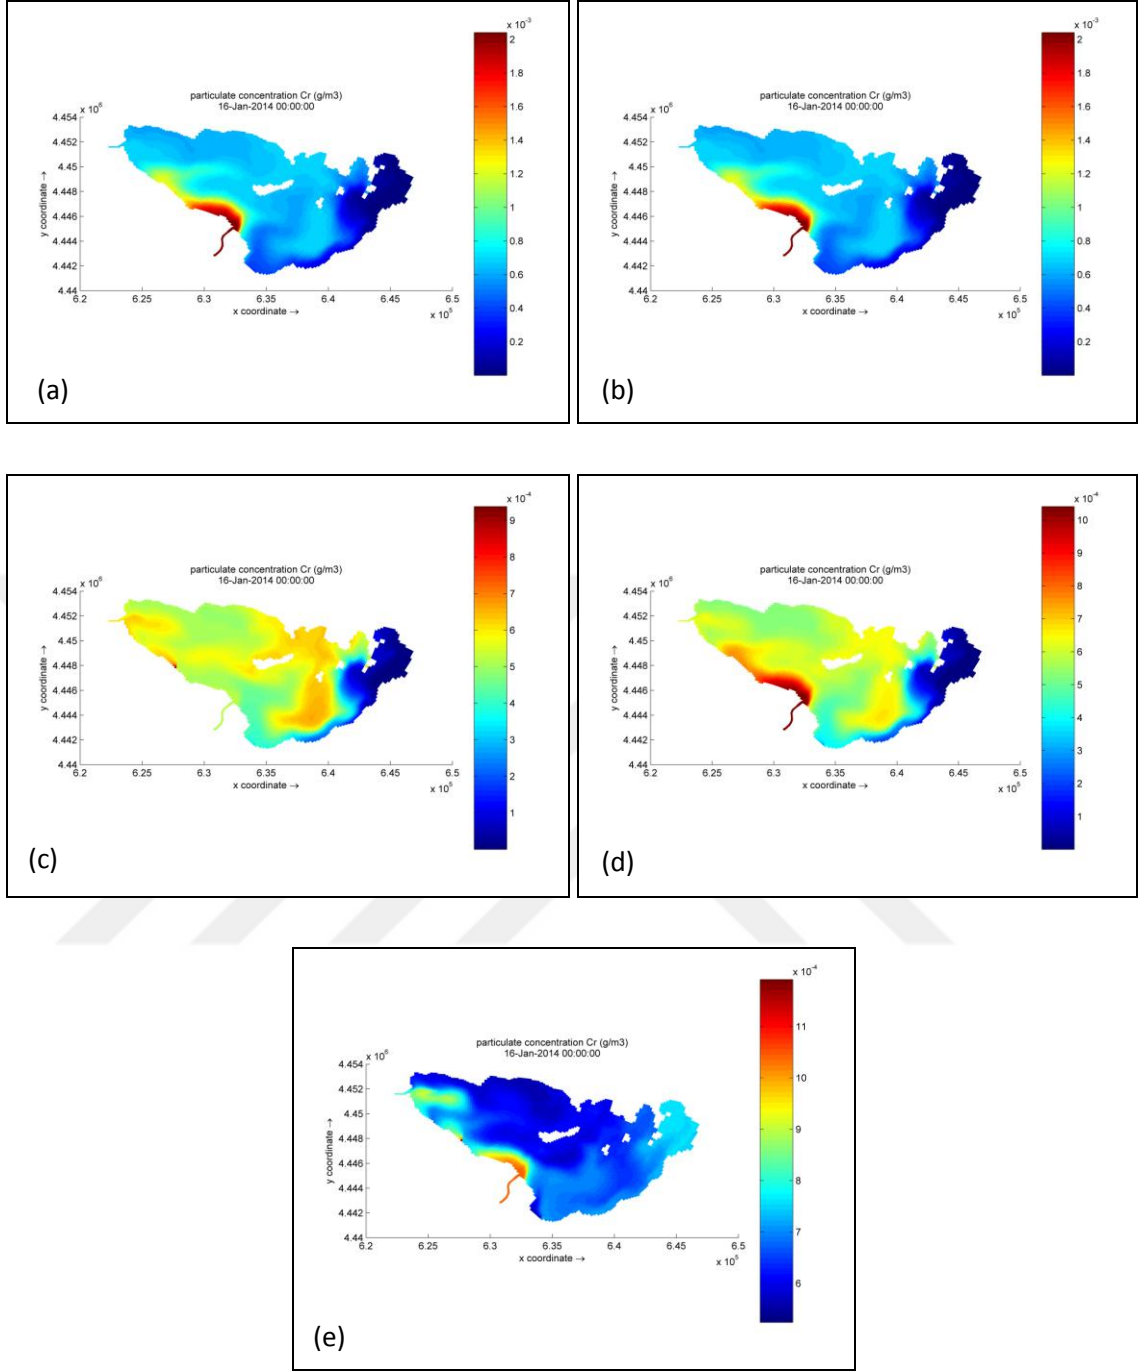 x 10-3
2
1.8
1.6
1.4
1.2
1
0.8
0.6
0.4
0.2
particulate concentration Cr (g/m3)
16-Jan-2014 00:00:00
x 106
4.454
4.452
4.45
4.448
4.446
4.444
4.442
4.44
y coordinate →
6.2 6.25 6.3 6.35 6.4 6.45 6.5
x coordinate →
x 105
(a)
x 10-3
2
1.8
1.6
1.4
1.2
1
0.8
0.6
0.4
0.2
particulate concentration Cr (g/m3)
16-Jan-2014 00:00:00
x 106
4.454
4.452
4.45
4.448
4.446
4.444
4.442
4.44
y coordinate →
6.2 6.25 6.3 6.35 6.4 6.45 6.5
x coordinate →
x 105
(b)
x 10-4
9
8
7
6
5
4
3
2
1
particulate concentration Cr (g/m3)
16-Jan-2014 00:00:00
x 106
4.454
4.452
4.45
4.448
4.446
4.444
4.442
4.44
y coordinate →
6.2 6.25 6.3 6.35 6.4 6.45 6.5
x coordinate →
x 105
(c)
x 10-4
10
9
8
7
6
5
4
3
2
1
particulate concentration Cr (g/m3)
16-Jan-2014 00:00:00
x 106
4.454
4.452
4.45
4.448
4.446
4.444
4.442
4.44
y coordinate →
6.2 6.25 6.3 6.35 6.4 6.45 6.5
x coordinate →
x 105
(d)
x 10-4
11
10
9
8
7
6
particulate concentration Cr (g/m3)
16-Jan-2014 00:00:00
x 106
4.454
4.452
4.45
4.448
4.446
4.444
4.442
4.44
y coordinate →
6.2 6.25 6.3 6.35 6.4 6.45 6.5
x coordinate →
x 105
(e)